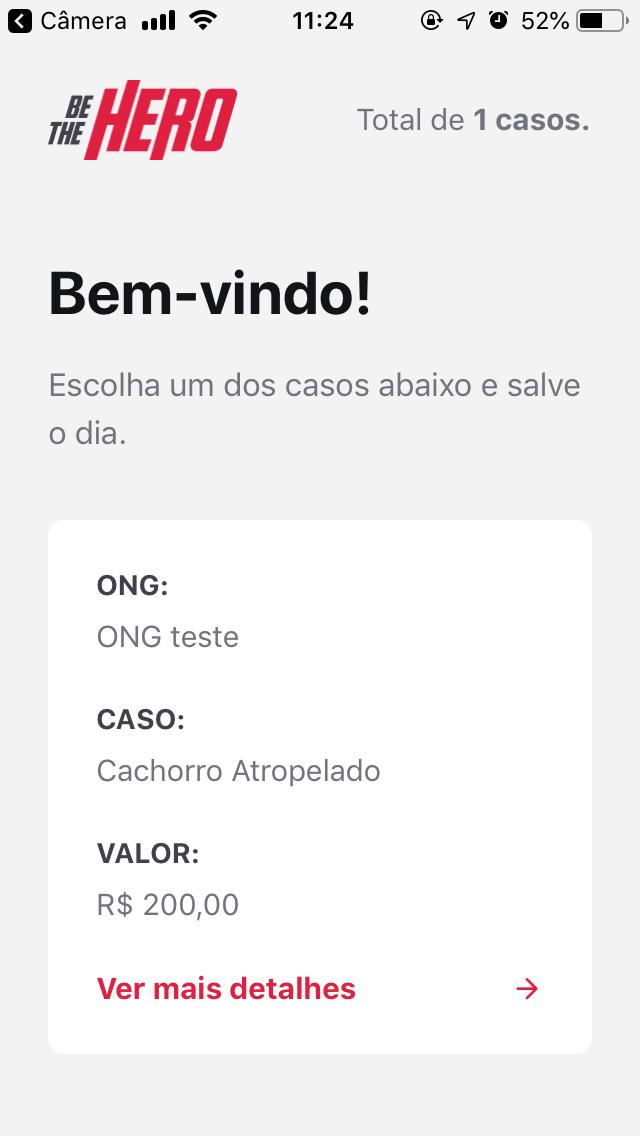 Câmera 11:24 52%
BE THE HERO
Total de 1 casos.
Bem-vindo!
Escolha um dos casos abaixo e salve
o dia.
ONG:
ONG teste
CASO:
Cachorro Atropelado
VALOR:
R$ 200,00
Ver mais detalhes